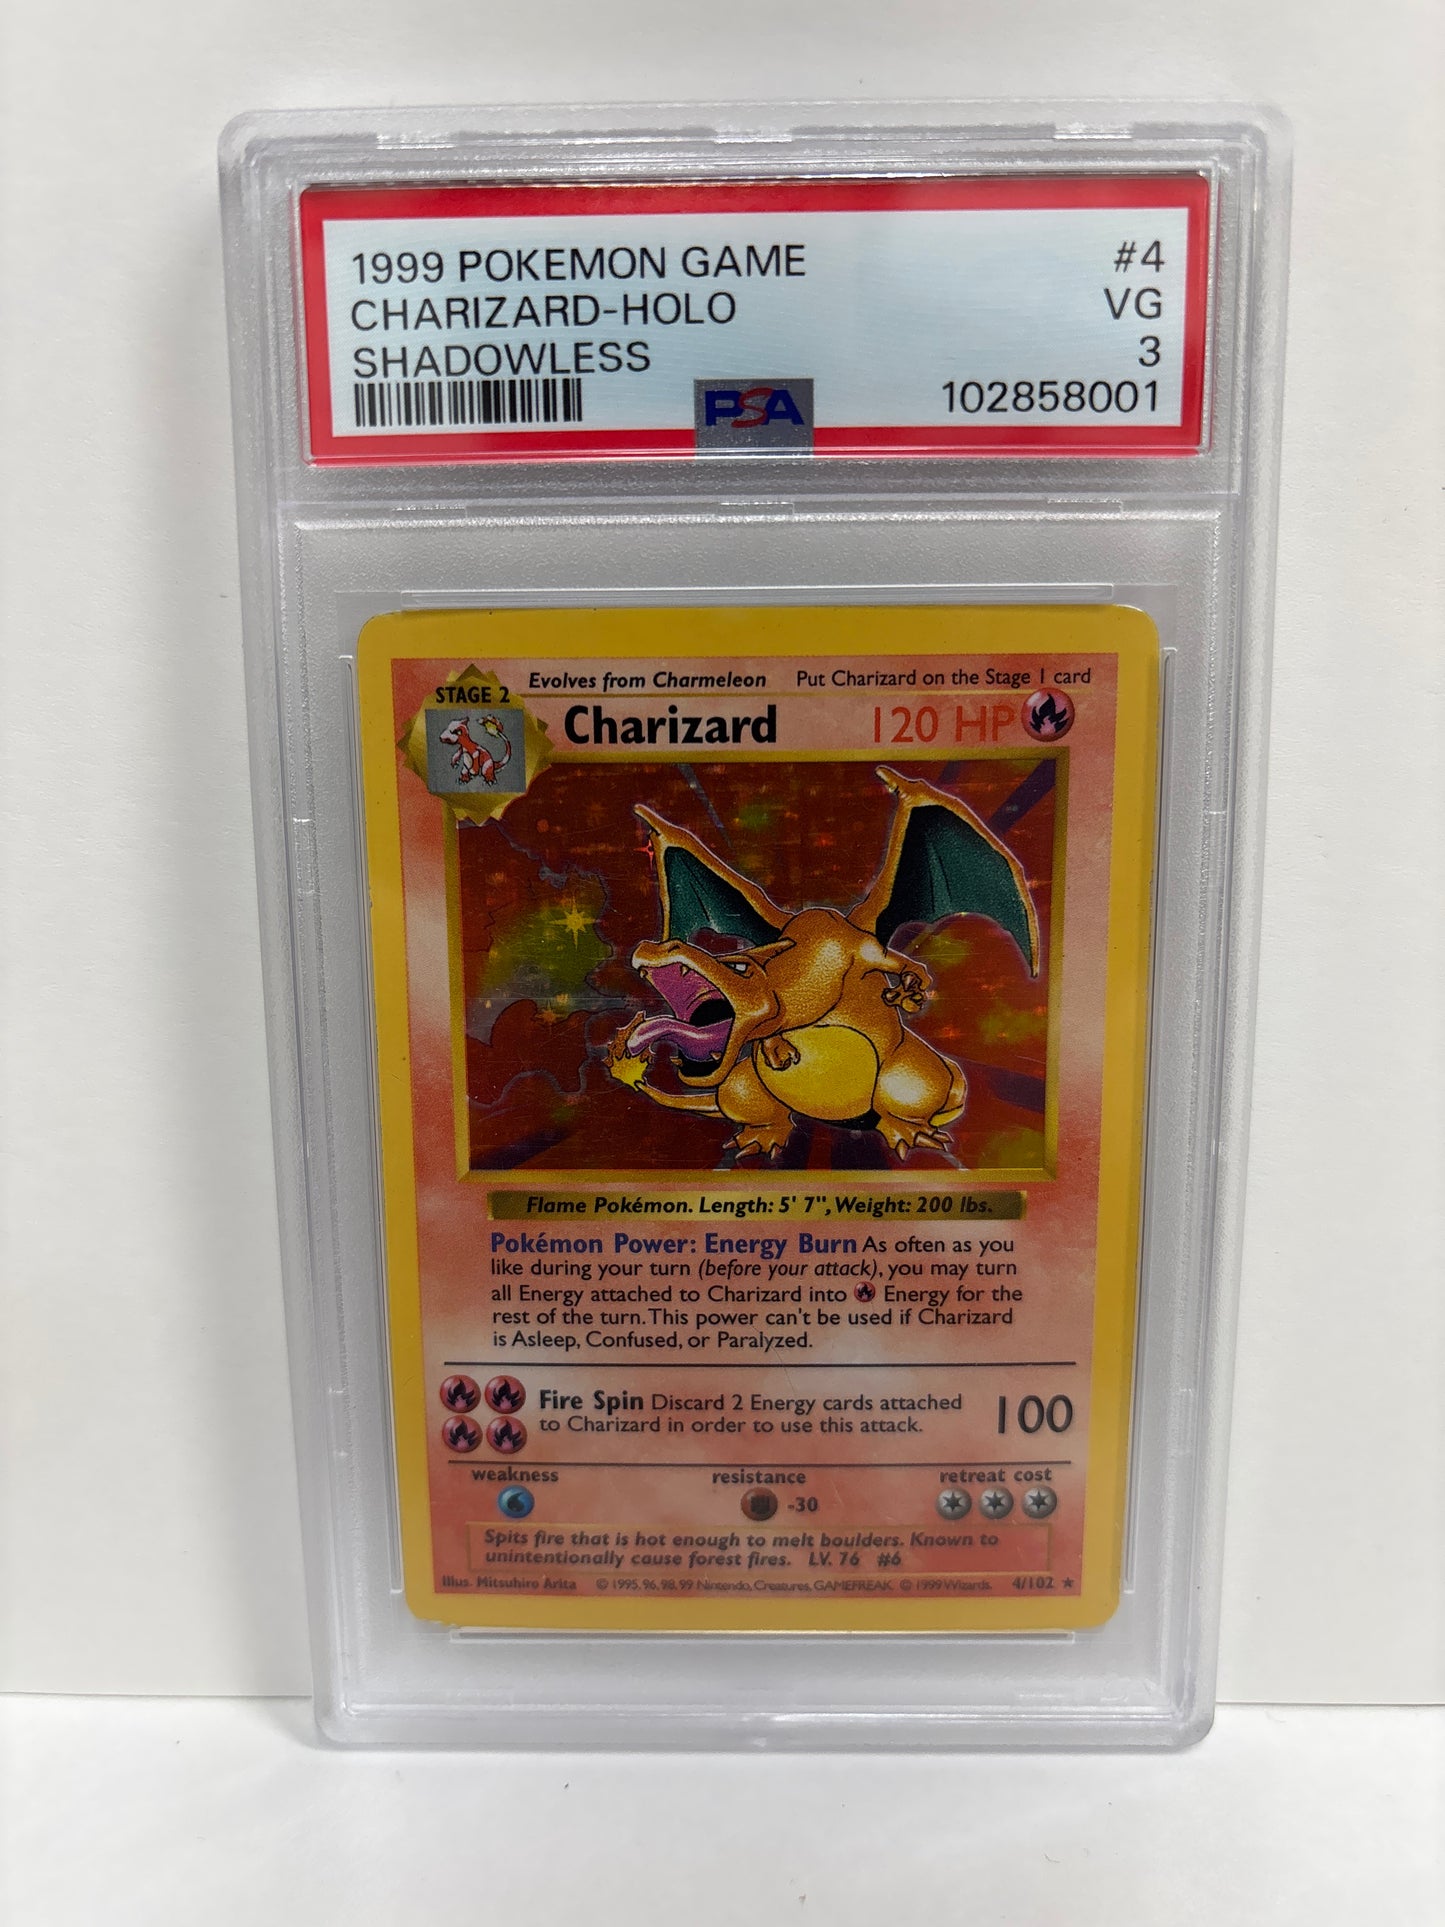 1999 POKEMON GAME #4
CHARIZARD-HOLO VG
SHADOWLESS 3
PSA 102858001
Evolves from Charmeleon Put Charizard on the Stage 1 card
STAGE 2
Charizard 120 HP
Flame Pokémon. Length: 5' 7", Weight: 200 lbs.
Pokémon Power: Energy Burn As often as you
like during your turn (before your attack), you may turn
all Energy attached to Charizard into Energy for the
rest of the turn. This power can't be used if Charizard
is Asleep, Confused, or Paralyzed.
Fire Spin Discard 2 Energy cards attached
to Charizard in order to use this attack.
100
weakness resistance retreat cost
-30
Spits fire that is hot enough to melt boulders. Known to
unintentionally cause forest fires. LV. 76 #6
Illus. Mitsuhiro Arita © 1995, 96, 98, 99 Nintendo, Creatures, GAMEFREAK. © 1999 Wizards. 4/102 ★